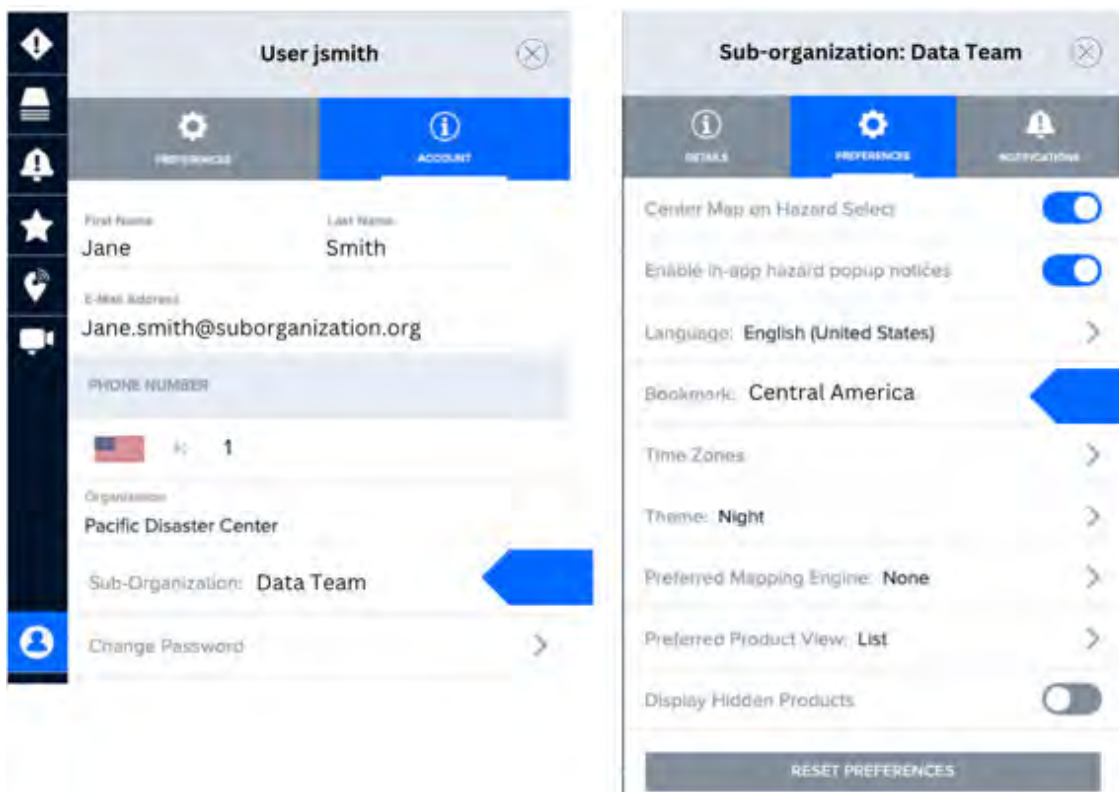 User jsmith
PREFERENCES
ACCOUNT
First Name
Last Name
Jane
Smith
E-Mail Address
Jane.smith@suborganization.org
PHONE NUMBER
1
Organization
Pacific Disaster Center
Sub-Organization: Data Team
Change Password
Sub-organization: Data Team
DETAILS
PREFERENCES
NOTIFICATIONS
Center Map on Hazard Select
Enable in-app hazard popup notices
Language: English (United States)
Bookmark: Central America
Time Zones
Theme: Night
Preferred Mapping Engine: None
Preferred Product View: List
Display Hidden Products
RESET PREFERENCES